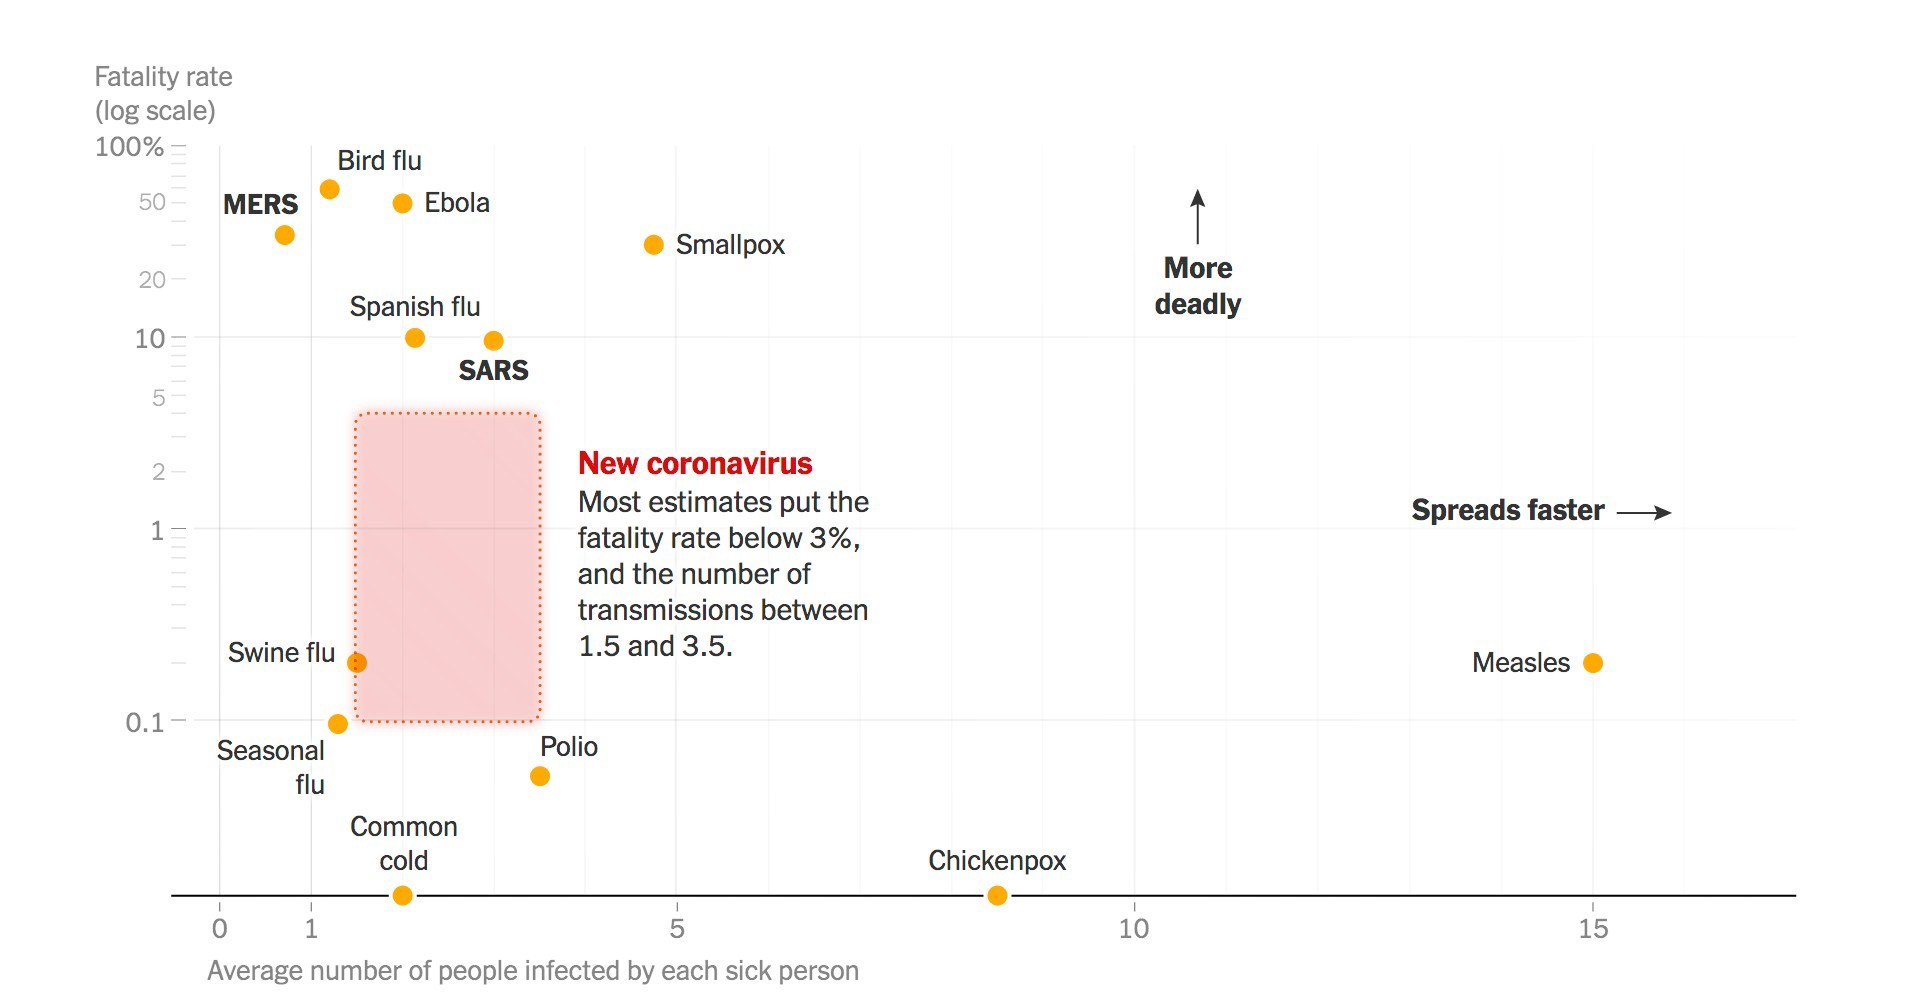 Fatality rate
(log scale)
100%
50
20
10
5
2
1
0.1
Bird flu
MERS
Ebola
Smallpox
Spanish flu
SARS
More
deadly
New coronavirus
Most estimates put the
fatality rate below 3%,
and the number of
transmissions between
1.5 and 3.5.
Spreads faster
Swine flu
Measles
Seasonal
flu
Polio
Common
cold
Chickenpox
0 1 5 10 15
Average number of people infected by each sick person